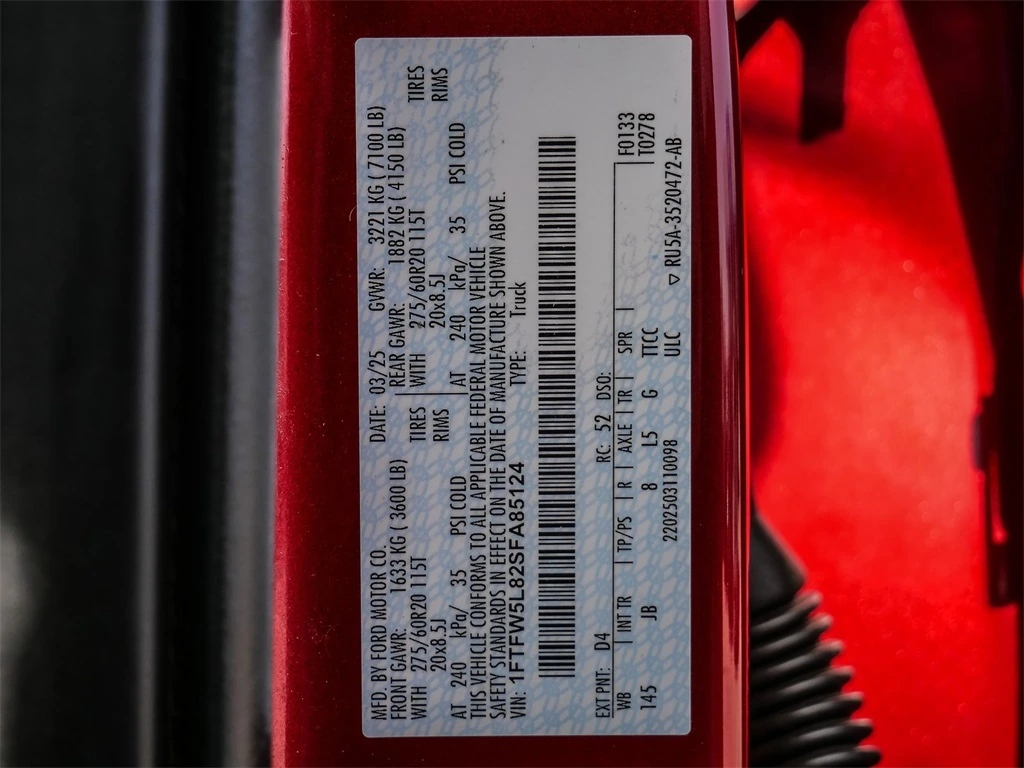 MFD. BY FORD MOTOR CO. DATE: 03/25 GVWR: 3221 KG ( 7100 LB)
FRONT GAWR: 1633 KG ( 3600 LB) REAR GAWR: 1882 KG ( 4150 LB)
WITH 275/60R20 115T TIRES WITH 275/60R20 115T TIRES
20x8.5J RIMS 20x8.5J RIMS
AT 240 kPa/ 35 PSI COLD AT 240 kPa/ 35 PSI COLD
THIS VEHICLE CONFORMS TO ALL APPLICABLE FEDERAL MOTOR VEHICLE
SAFETY STANDARDS IN EFFECT ON THE DATE OF MANUFACTURE SHOWN ABOVE.
VIN: 1FTFW5L82SFA85124 TYPE: Truck
EXT PNT: D4 RC: 52 DSO:
WB INT TR TP/PS R AXLE TR SPR F0133
145 JB 8 L5 G TTCC T0278
2202503110098 ULC ▽ RU5A-3520472-AB